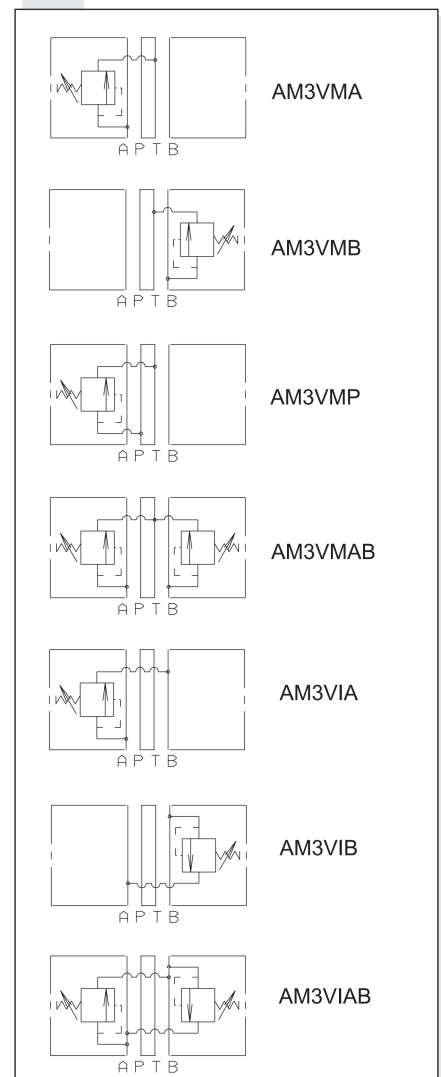 AM3VMA
A P T B
AM3VMB
A P T B
AM3VMP
A P T B
AM3VMAB
A P T B
AM3VIA
A P T B
AM3VIB
A P T B
AM3VIAB
A P T B